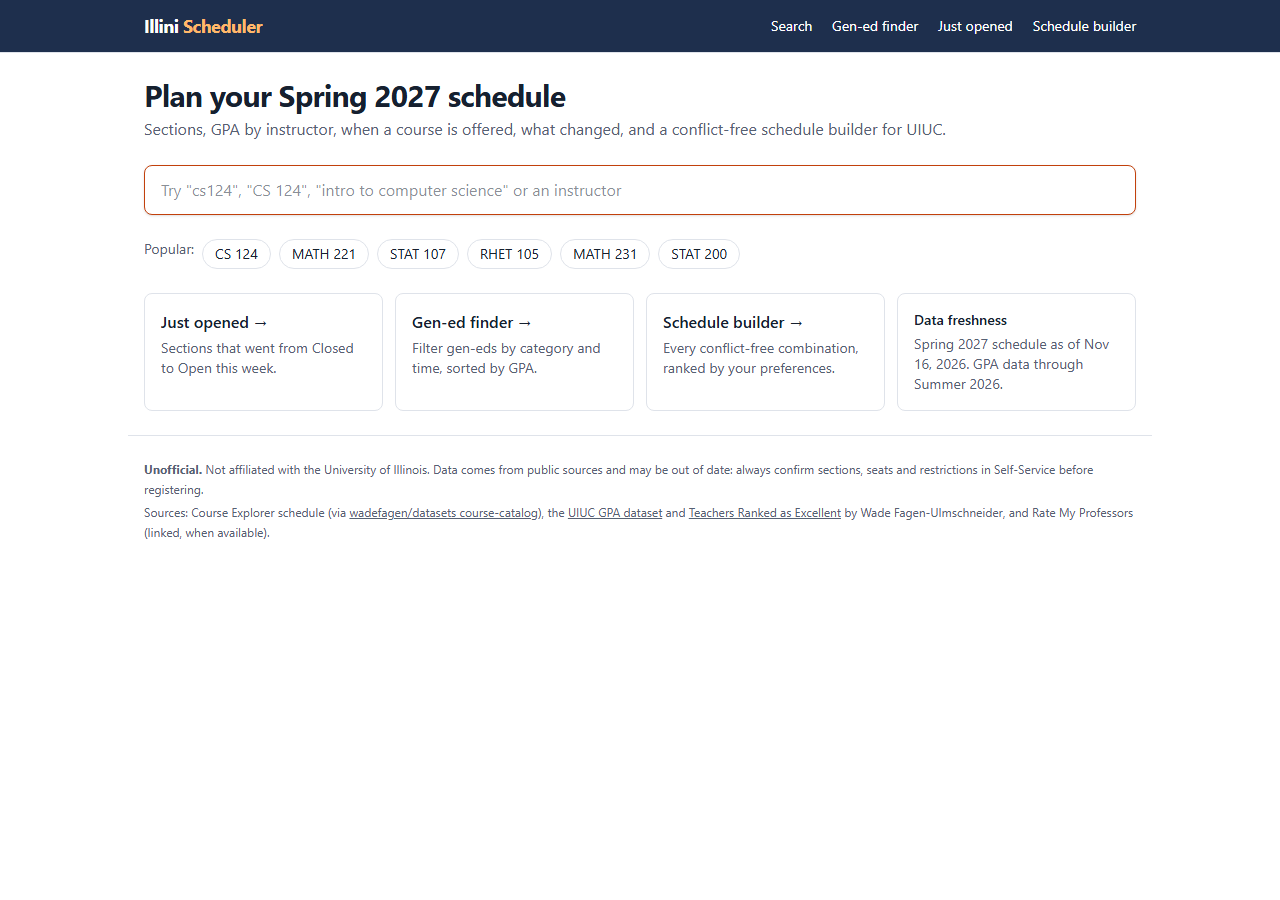 Illini Scheduler
Search
Gen-ed finder
Just opened
Schedule builder
Plan your Spring 2027 schedule
Sections, GPA by instructor, when a course is offered, what changed, and a conflict-free schedule builder for UIUC.
Try "cs124", "CS 124", "intro to computer science" or an instructor
Popular:
CS 124
MATH 221
STAT 107
RHET 105
MATH 231
STAT 200
Just opened →
Sections that went from Closed
to Open this week.
Gen-ed finder →
Filter gen-eds by category and
time, sorted by GPA.
Schedule builder →
Every conflict-free combination,
ranked by your preferences.
Data freshness
Spring 2027 schedule as of Nov
16, 2026. GPA data through
Summer 2026.
Unofficial. Not affiliated with the University of Illinois. Data comes from public sources and may be out of date: always confirm sections, seats and restrictions in Self-Service before
registering.
Sources: Course Explorer schedule (via wadefagen/datasets course-catalog), the UIUC GPA dataset and Teachers Ranked as Excellent by Wade Fagen-Ulmschneider, and Rate My Professors
(linked, when available).